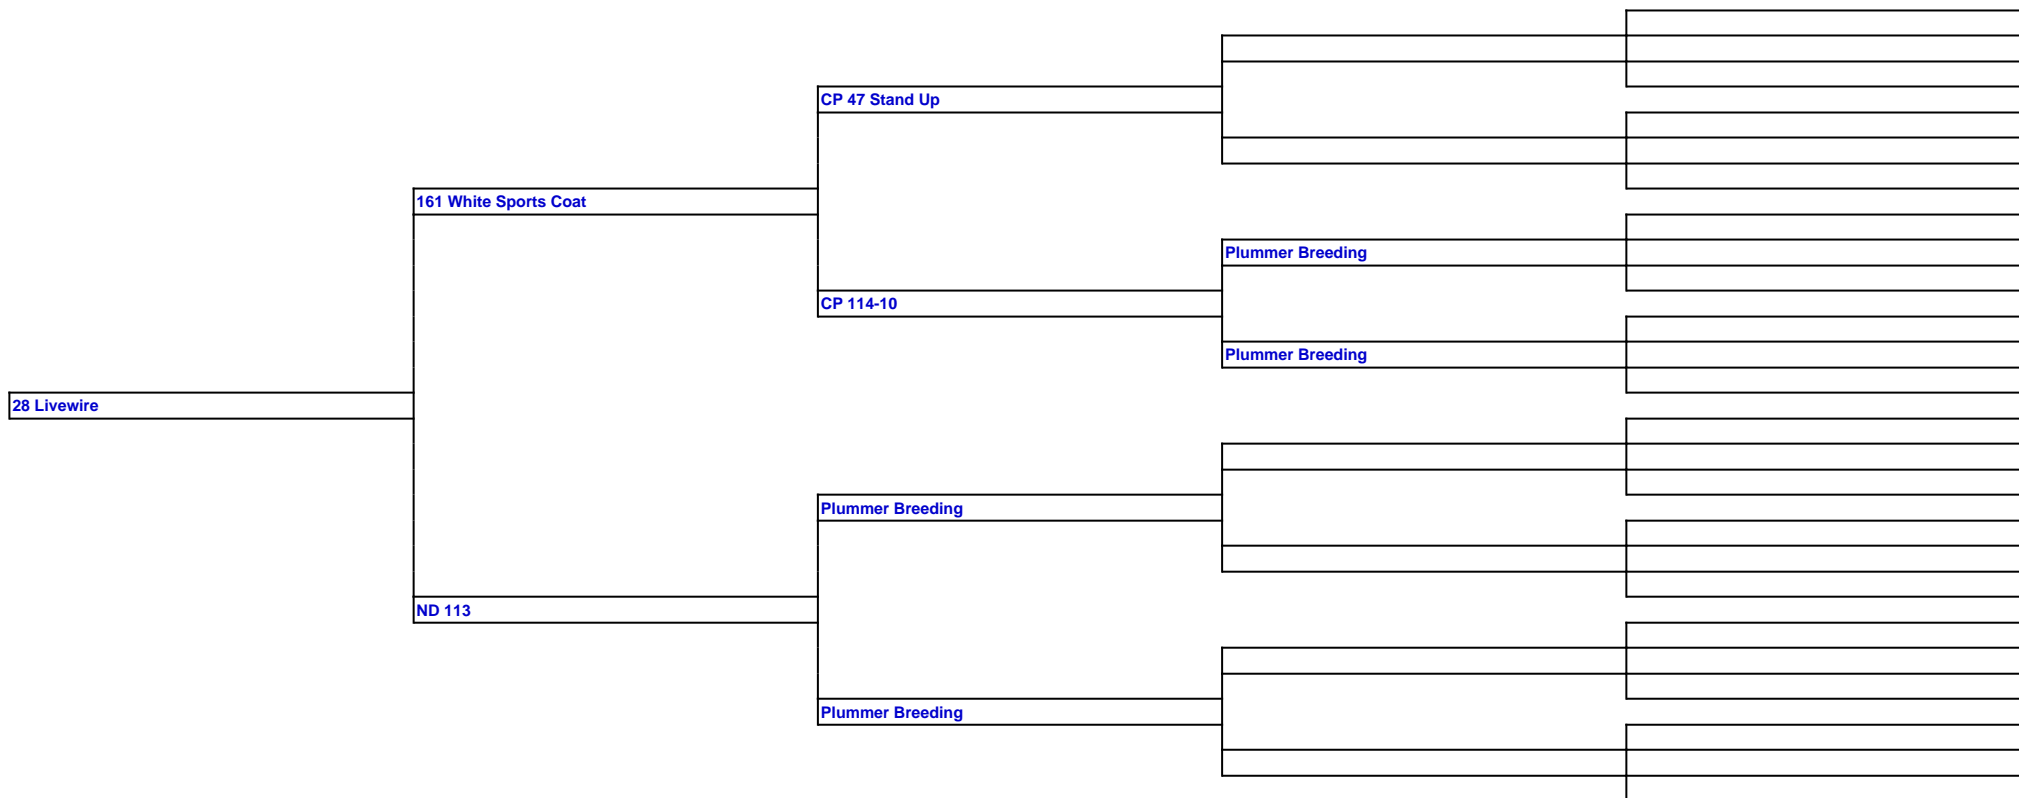 CP 47 Stand Up
161 White Sports Coat
Plummer Breeding
CP 114-10
Plummer Breeding
28 Livewire
Plummer Breeding
ND 113
Plummer Breeding